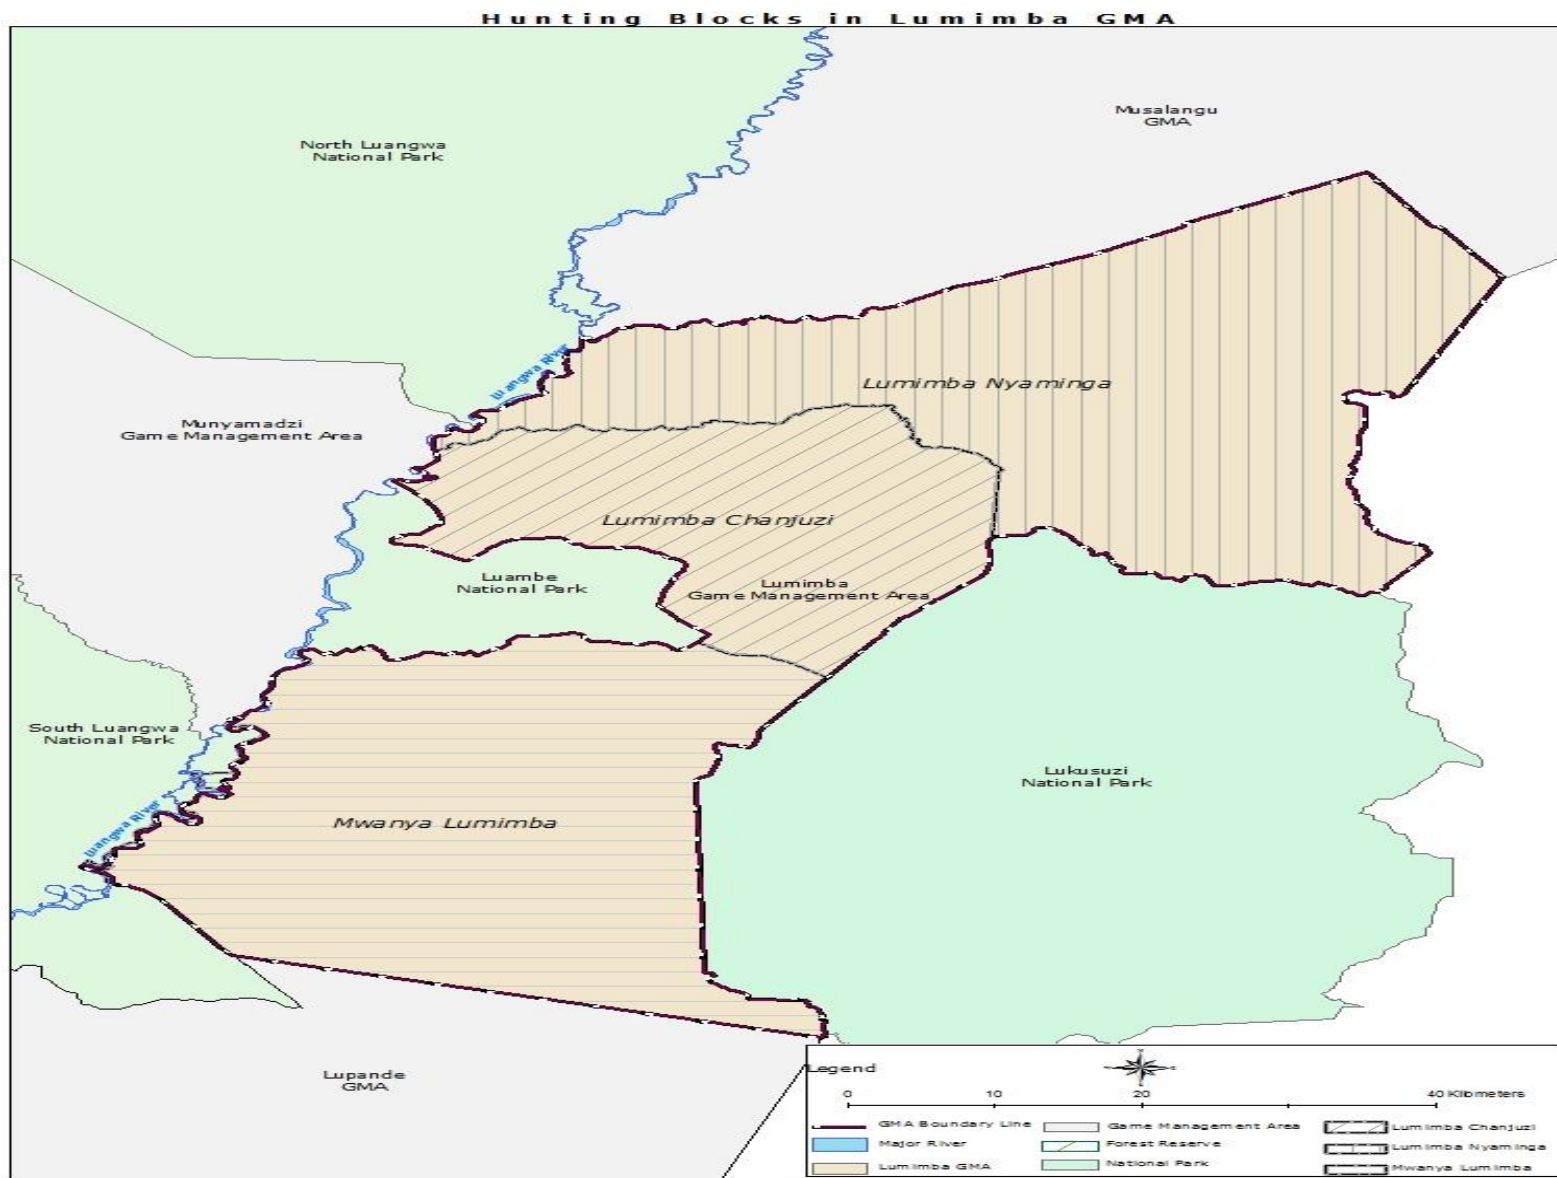 Hunting Blocks in Lumimba GMA
Musalangu
GMA
North Luangwa
National Park
Luangwa River
Lumimba Nyaminga
Munyamadzi
Game Management Area
Lumimba Chanjuzi
Luambe
National Park
Lumimba
Game Management Area
South Luangwa
National Park
Lukusuzi
National Park
Luangwa River
Mwanya Lumimba
Lupande
GMA
Legend
0 10 20 40 Kilometers
GMA Boundary Line
Major River
Lumimba GMA
Game Management Area
Forest Reserve
National Park
Lumimba Chanjuzi
Lumimba Nyaminga
Mwanya Lumimba